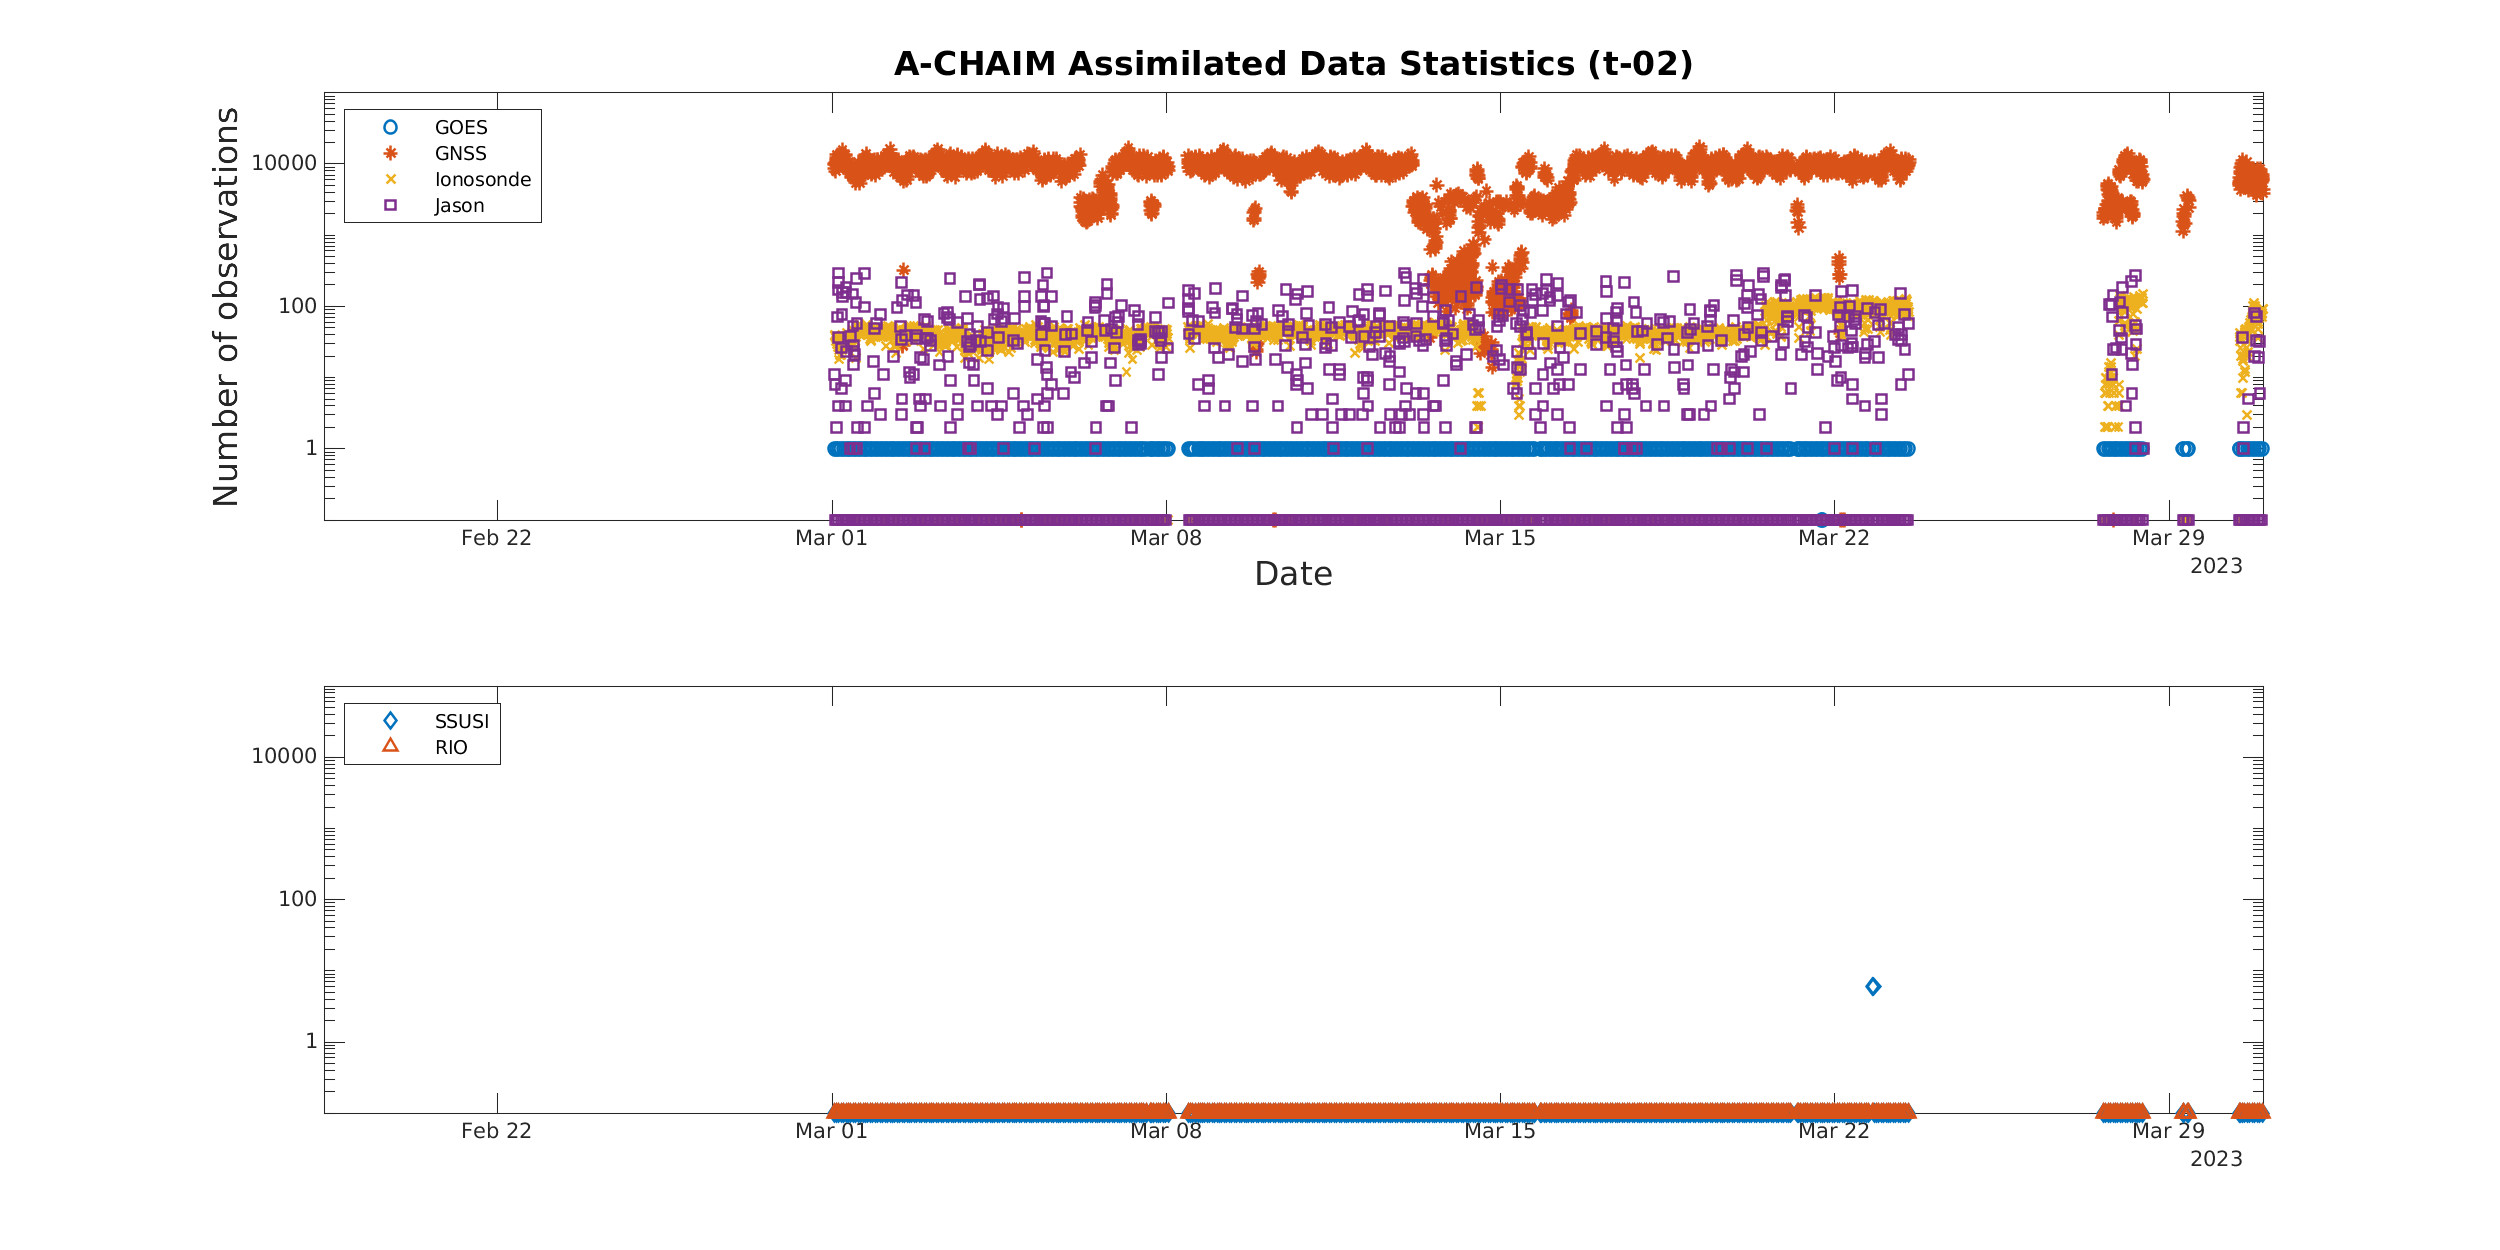 A-CHAIM Assimilated Data Statistics (t-02)
Number of observations
10000
100
1
GOES
GNSS
Ionosonde
Jason
Feb 22
Mar 01
Mar 08
Mar 15
Mar 22
Mar 29
2023
Date
10000
100
1
SSUSI
RIO
Feb 22
Mar 01
Mar 08
Mar 15
Mar 22
Mar 29
2023